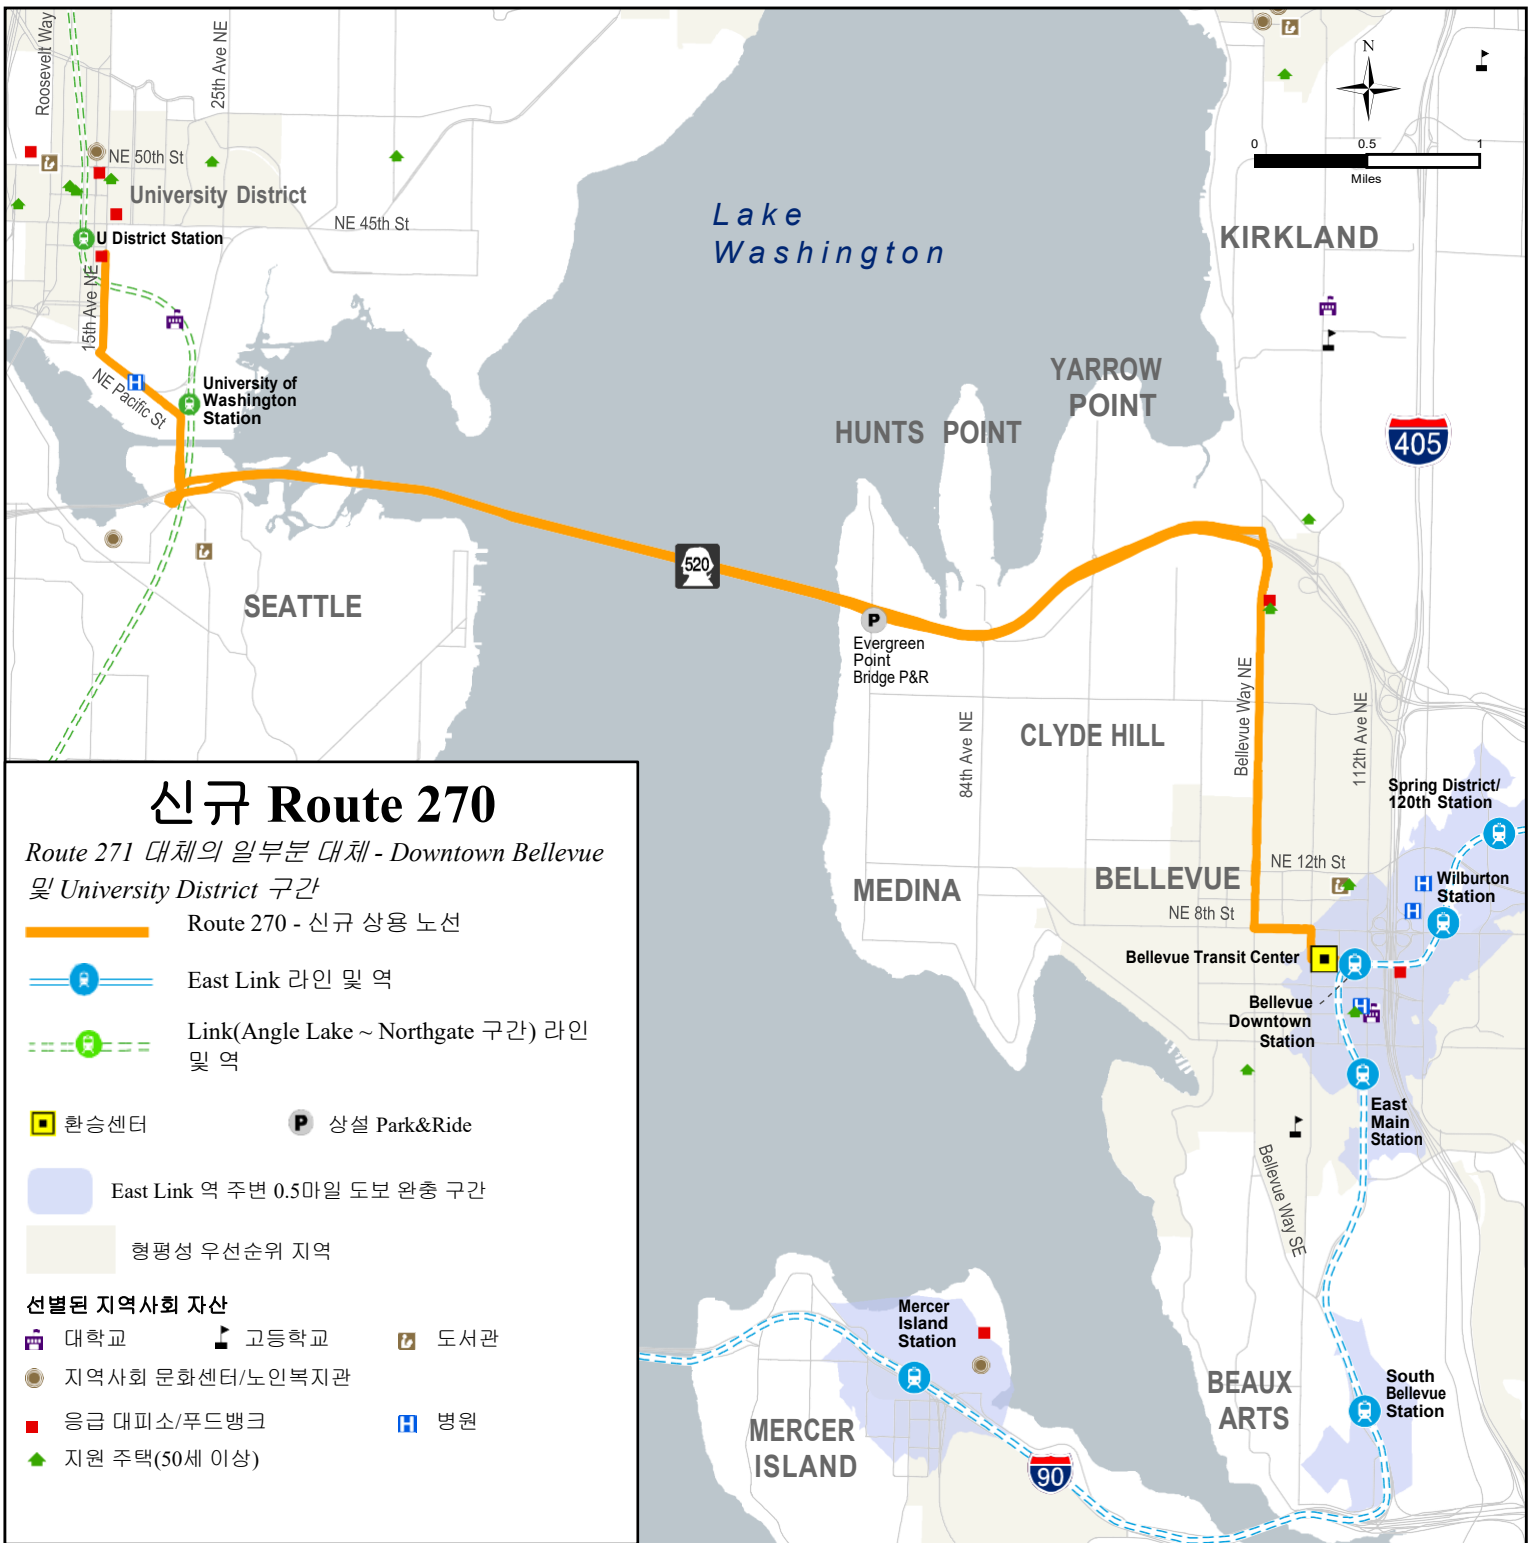 Roosevelt Way
25th Ave NE
NE 50th St
University District
NE 45th St
U District Station
15th Ave NE
NE Pacific St
University of
Washington
Station
SEATTLE
Lake
Washington
N
0 0.5 1
Miles
KIRKLAND
YARROW
POINT
HUNTS POINT
405
520
P
Evergreen
Point
Bridge P&R
84th Ave NE
CLYDE HILL
Bellevue Way NE
112th Ave NE
Spring District/
120th Station
NE 12th St
Wilburton
Station
BELLEVUE
MEDINA
NE 8th St
Bellevue Transit Center
Bellevue
Downtown
Station
East
Main
Station
Bellevue Way SE
Mercer
Island
Station
MERCER
ISLAND
90
BEAUX
ARTS
South
Bellevue
Station
H
H
H
H
신규 Route 270
Route 271 대체의 일부분 대체 - Downtown Bellevue
및 University District 구간
Route 270 - 신규 상용 노선
East Link 라인 및 역
Link(Angle Lake ~ Northgate 구간) 라인
및 역
환승센터 P 상설 Park&Ride
East Link 역 주변 0.5마일 도보 완충 구간
형평성 우선순위 지역
선별된 지역사회 자산
대학교 고등학교 도서관
지역사회 문화센터/노인복지관
응급 대피소/푸드뱅크 H 병원
지원 주택(50세 이상)